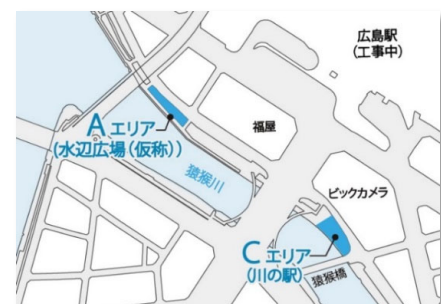 広島駅
(工事中)
Aエリア
(水辺広場(仮称))
福屋
猿猴川
ビックカメラ
Cエリア
(川の駅)
猿猴橋